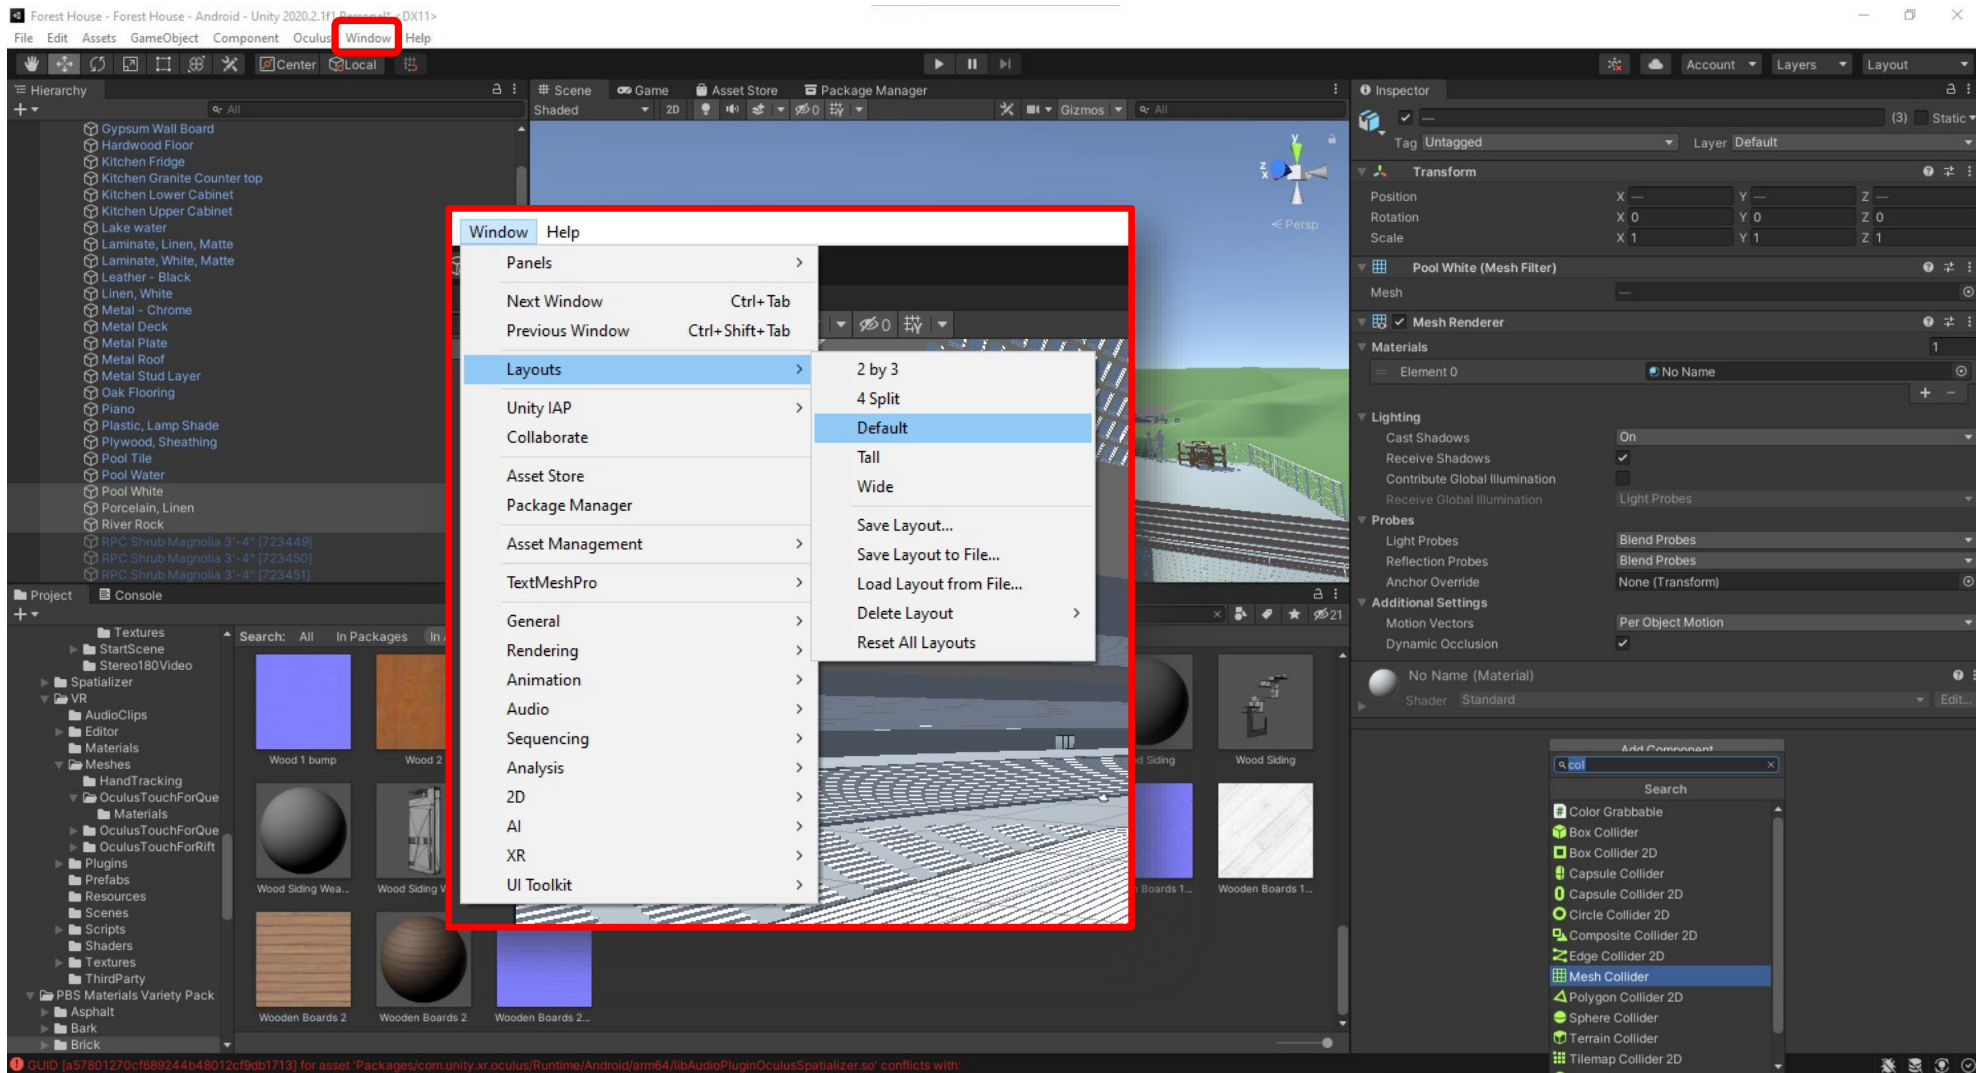 Forest House - Forest House - Android - Unity 2020.2.1f1 Personal* <DX11>
File Edit Assets GameObject Component Oculus Window Help
Center Local
Account Layers Layout
Hierarchy
All
Gypsum Wall Board
Hardwood Floor
Kitchen Fridge
Kitchen Granite Counter top
Kitchen Lower Cabinet
Kitchen Upper Cabinet
Lake water
Laminate, Linen, Matte
Laminate, White, Matte
Leather - Black
Linen, White
Metal - Chrome
Metal Deck
Metal Plate
Metal Roof
Metal Stud Layer
Oak Flooring
Piano
Plastic, Lamp Shade
Plywood, Sheathing
Pool Tile
Pool Water
Pool White
Porcelain, Linen
River Rock
RPC Shrub Magnolia 3'-4" [723449]
RPC Shrub Magnolia 3'-4" [723450]
RPC Shrub Magnolia 3'-4" [723451]
Scene Game Asset Store Package Manager
Shaded 2D 0 Gizmos All
y
z
x
< Persp
Window Help
Panels >
Next Window Ctrl+Tab
Previous Window Ctrl+Shift+Tab
Layouts >
Unity IAP >
Collaborate
Asset Store
Package Manager
Asset Management >
TextMeshPro >
General >
Rendering >
Animation >
Audio >
Sequencing >
Analysis >
2D >
AI >
XR >
UI Toolkit >
0
2 by 3
4 Split
Default
Tall
Wide
Save Layout...
Save Layout to File...
Load Layout from File...
Delete Layout >
Reset All Layouts
Inspector
— (3) Static
Tag Untagged Layer Default
Transform
Position X — Y — Z —
Rotation X 0 Y 0 Z 0
Scale X 1 Y 1 Z 1
Pool White (Mesh Filter)
Mesh —
Mesh Renderer
Materials 1
Element 0 No Name
+ -
Lighting
Cast Shadows On
Receive Shadows
Contribute Global Illumination
Receive Global Illumination Light Probes
Probes
Light Probes Blend Probes
Reflection Probes Blend Probes
Anchor Override None (Transform)
Additional Settings
Motion Vectors Per Object Motion
Dynamic Occlusion
No Name (Material)
Shader Standard Edit...
Add Component
col
Search
Color Grabbable
Box Collider
Box Collider 2D
Capsule Collider
Capsule Collider 2D
Circle Collider 2D
Composite Collider 2D
Edge Collider 2D
Mesh Collider
Polygon Collider 2D
Sphere Collider
Terrain Collider
Tilemap Collider 2D
Project Console
21
Textures
StartScene
Stereo180Video
Spatializer
VR
AudioClips
Editor
Materials
Meshes
HandTracking
OculusTouchForQue
Materials
OculusTouchForQue
OculusTouchForRift
Plugins
Prefabs
Resources
Scenes
Scripts
Shaders
Textures
ThirdParty
PBS Materials Variety Pack
Asphalt
Bark
Brick
Search: All In Packages In
Wood 1 bump
Wood 2
Siding
Wood Siding
Wood Siding Wea...
Wood Siding
Boards 1...
Wooden Boards 1...
Wooden Boards 2
Wooden Boards 2
Wooden Boards 2...
GUID [a57801270cf689244b48012cf9db1713] for asset 'Packages/com.unity.xr.oculus/Runtime/Android/arm64/libAudioPluginOculusSpatializer.so' conflicts with: